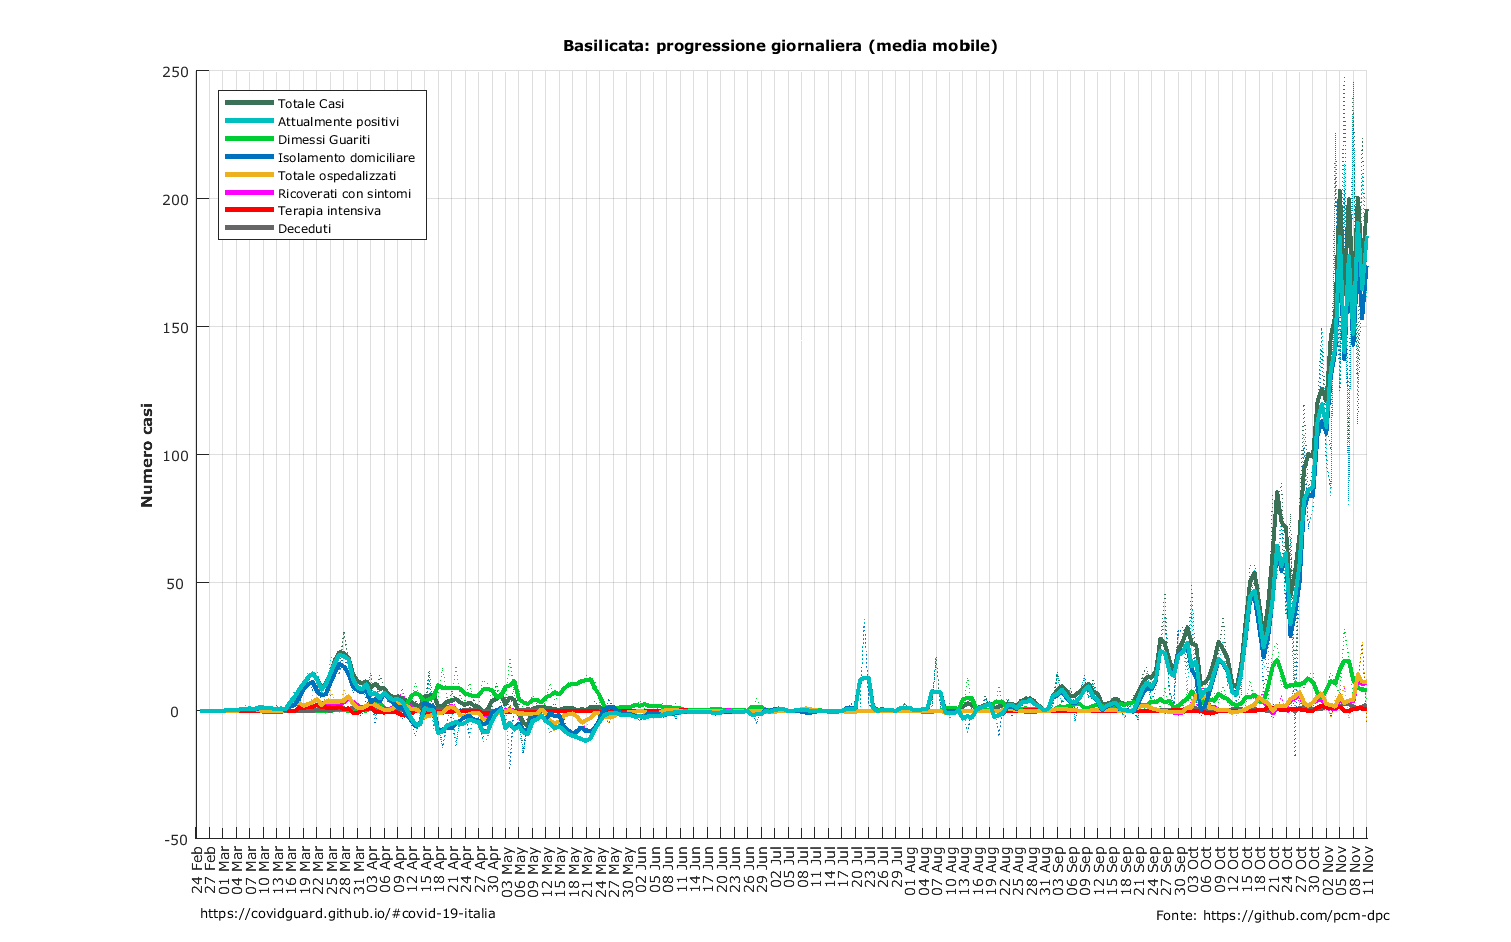 Basilicata: progressione giornaliera (media mobile)
250
200
150
100
50
0
-50
Numero casi
Totale Casi
Attualmente positivi
Dimessi Guariti
Isolamento domiciliare
Totale ospedalizzati
Ricoverati con sintomi
Terapia intensiva
Deceduti
24 Feb
27 Feb
01 Mar
04 Mar
07 Mar
10 Mar
13 Mar
16 Mar
19 Mar
22 Mar
25 Mar
28 Mar
31 Mar
03 Apr
06 Apr
09 Apr
12 Apr
15 Apr
18 Apr
21 Apr
24 Apr
27 Apr
30 Apr
03 May
06 May
09 May
12 May
15 May
18 May
21 May
24 May
27 May
30 May
02 Jun
05 Jun
08 Jun
11 Jun
14 Jun
17 Jun
20 Jun
23 Jun
26 Jun
29 Jun
02 Jul
05 Jul
08 Jul
11 Jul
14 Jul
17 Jul
20 Jul
23 Jul
26 Jul
29 Jul
01 Aug
04 Aug
07 Aug
10 Aug
13 Aug
16 Aug
19 Aug
22 Aug
25 Aug
28 Aug
31 Aug
03 Sep
06 Sep
09 Sep
12 Sep
15 Sep
18 Sep
21 Sep
24 Sep
27 Sep
30 Sep
03 Oct
06 Oct
09 Oct
12 Oct
15 Oct
18 Oct
21 Oct
24 Oct
27 Oct
30 Oct
02 Nov
05 Nov
08 Nov
11 Nov
https://covidguard.github.io/#covid-19-italia
Fonte: https://github.com/pcm-dpc